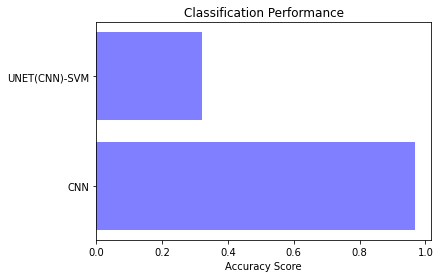 Classification Performance
UNET(CNN)-SVM
CNN
0.0 0.2 0.4 0.6 0.8 1.0
Accuracy Score